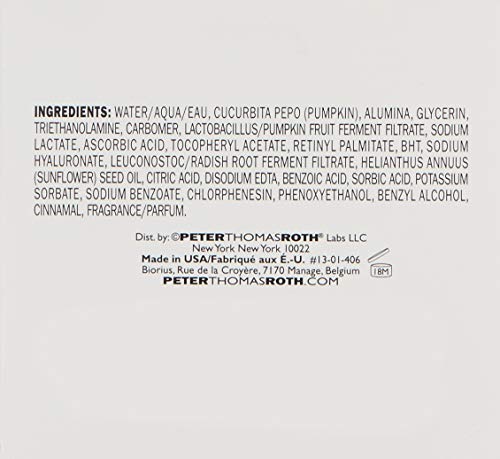 INGREDIENTS: WATER/AQUA/EAU, CUCURBITA PEPO (PUMPKIN), ALUMINA, GLYCERIN,
TRIETHANOLAMINE, CARBOMER, LACTOBACILLUS/PUMPKIN FRUIT FERMENT FILTRATE, SODIUM
LACTATE, ASCORBIC ACID, TOCOPHERYL ACETATE, RETINYL PALMITATE, BHT, SODIUM
HYALURONATE, LEUCONOSTOC/RADISH ROOT FERMENT FILTRATE, HELIANTHUS ANNUUS
(SUNFLOWER) SEED OIL, CITRIC ACID, DISODIUM EDTA, BENZOIC ACID, SORBIC ACID, POTASSIUM
SORBATE, SODIUM BENZOATE, CHLORPHENESIN, PHENOXYETHANOL, BENZYL ALCOHOL,
CINNAMAL, FRAGRANCE/PARFUM.
Dist. by: ©PETERTHOMASROTH® Labs LLC
New York New York 10022
Made in USA/Fabriqué aux É.-U. #13-01-406
Biorius, Rue de la Croyère, 7170 Manage, Belgium
18M
PETERTHOMASROTH.COM